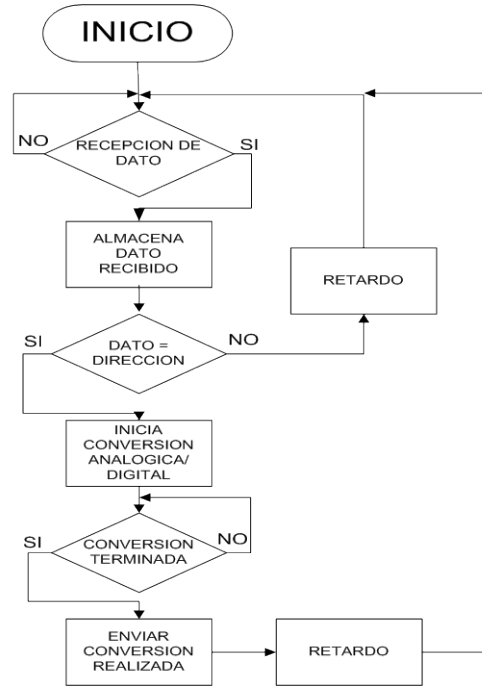 INICIO
NO
RECEPCION DE
DATO
SI
ALMACENA
DATO
RECIBIDO
RETARDO
SI
DATO =
DIRECCION
NO
INICIA
CONVERSION
ANALOGICA/
DIGITAL
SI
CONVERSION
TERMINADA
NO
ENVIAR
CONVERSION
REALIZADA
RETARDO